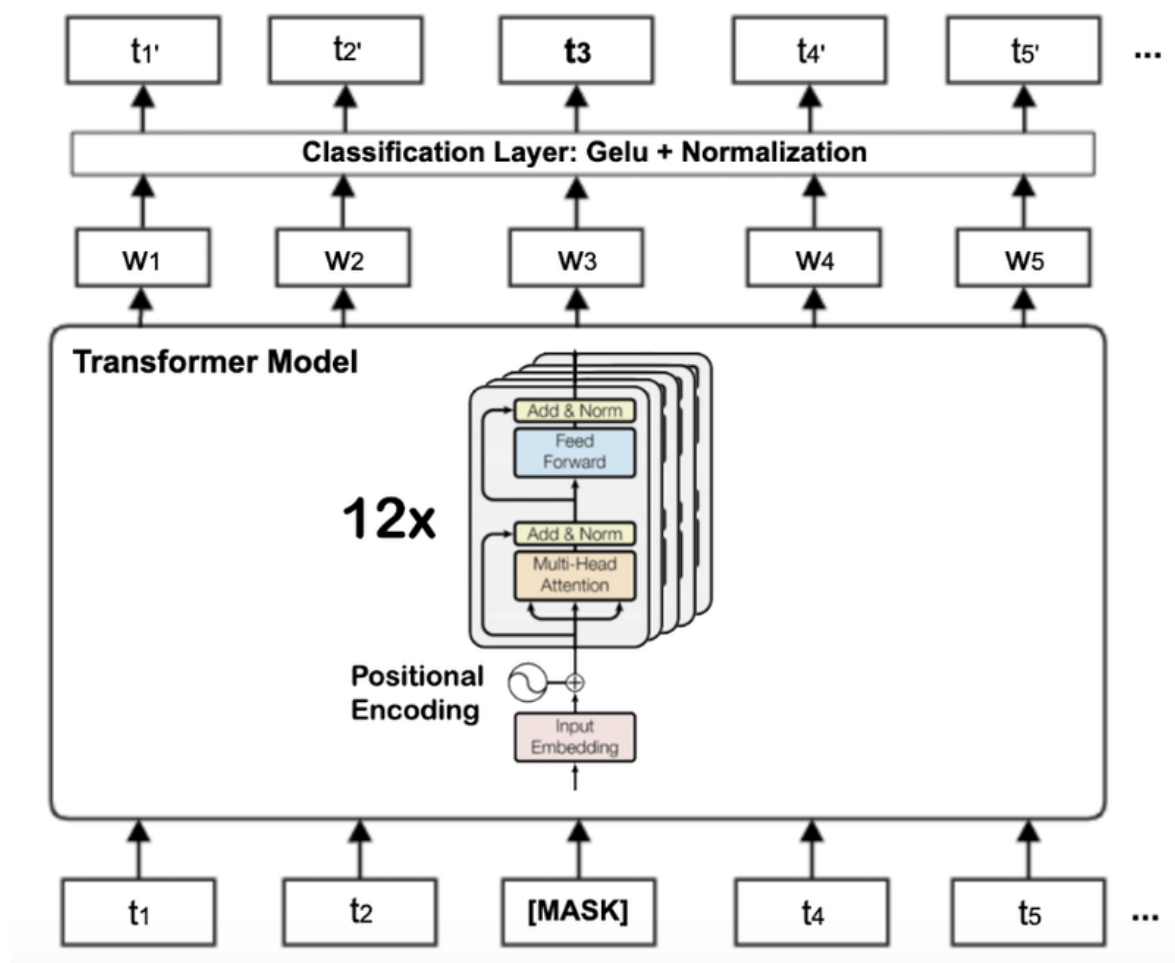 t1' t2' t3 t4' t5' ...
Classification Layer: Gelu + Normalization
w1 w2 w3 w4 w5
Transformer Model
Add & Norm
Feed
Forward
12x
Add & Norm
Multi-Head
Attention
Positional
Encoding
Input
Embedding
t1 t2 [MASK] t4 t5 ...